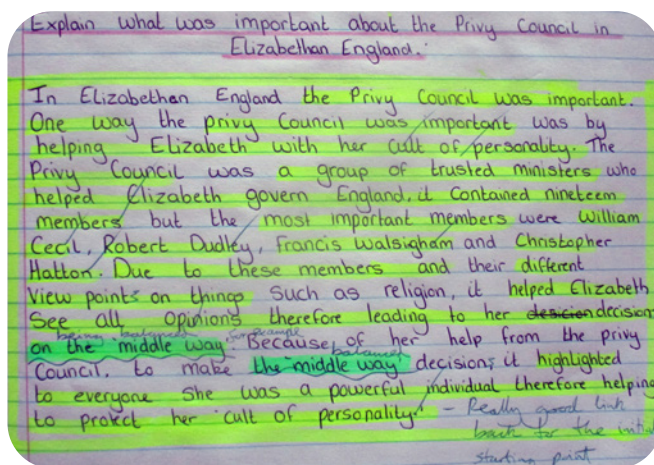 Explain what was important about the Privy Council in
Elizabethan England.
In Elizabethan England the Privy Council was important.
One way the privy Council was important was by
helping Elizabeth with her cult of personality. The
Privy Council was a group of trusted ministers who
helped Elizabeth govern England, it contained nineteem
members but the most important members were William
Cecil, Robert Dudley, Francis Walsigham and Christopher
Hatton. Due to these members and their different
view points on things such as religion, it helped Elizabeth
see all opinions therefore leading to her desicion decision
being balanced
on the 'middle way'. Because of her help from the privy
balanced
Council, to make the 'middle way' decision, it highlighted
to everyone she was a powerful individual therefore helping
to protect her 'cult of personality'. - Really good link
back for the initial
starting point